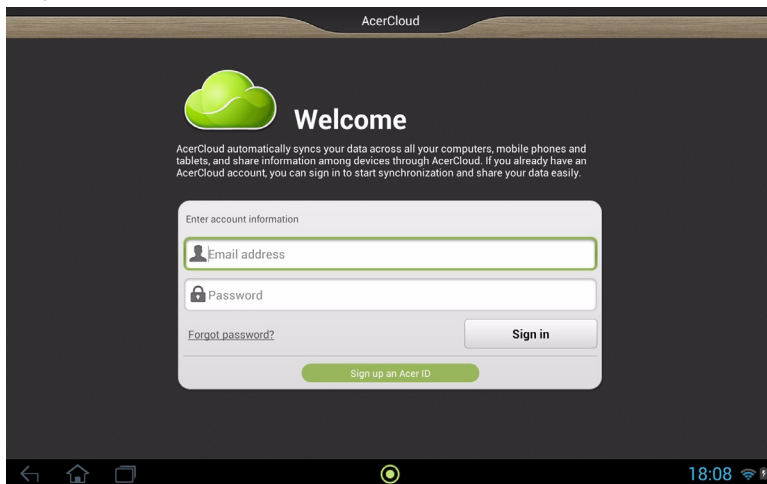 AcerCloud
Welcome
AcerCloud automatically syncs your data across all your computers, mobile phones and
tablets, and share information among devices through AcerCloud. If you already have an
AcerCloud account, you can sign in to start synchronization and share your data easily.
Enter account information
Email address
Password
Forgot password?
Sign in
Sign up an Acer ID
18:08